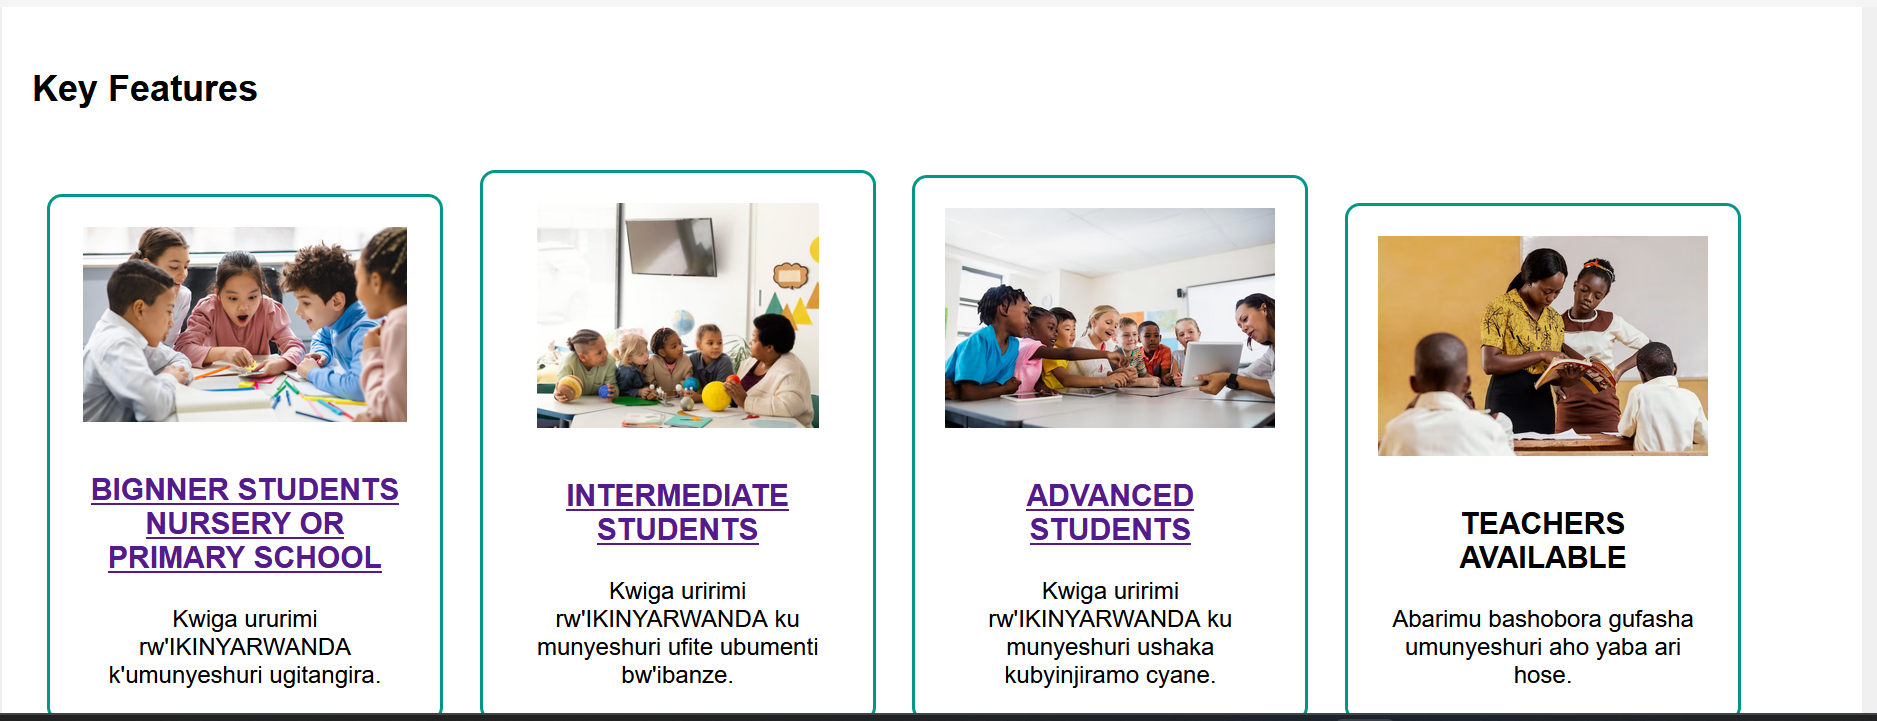 Key Features
BIGNNER STUDENTS
NURSERY OR
PRIMARY SCHOOL
Kwiga ururimi
rw'IKINYARWANDA
k'umunyeshuri ugitangira.
INTERMEDIATE
STUDENTS
Kwiga uririmi
rw'IKINYARWANDA ku
munyeshuri ufite ubumenti
bw'ibanze.
ADVANCED
STUDENTS
Kwiga uririmi
rw'IKINYARWANDA ku
munyeshuri ushaka
kubyinjiramo cyane.
TEACHERS
AVAILABLE
Abarimu bashobora gufasha
umunyeshuri aho yaba ari
hose.